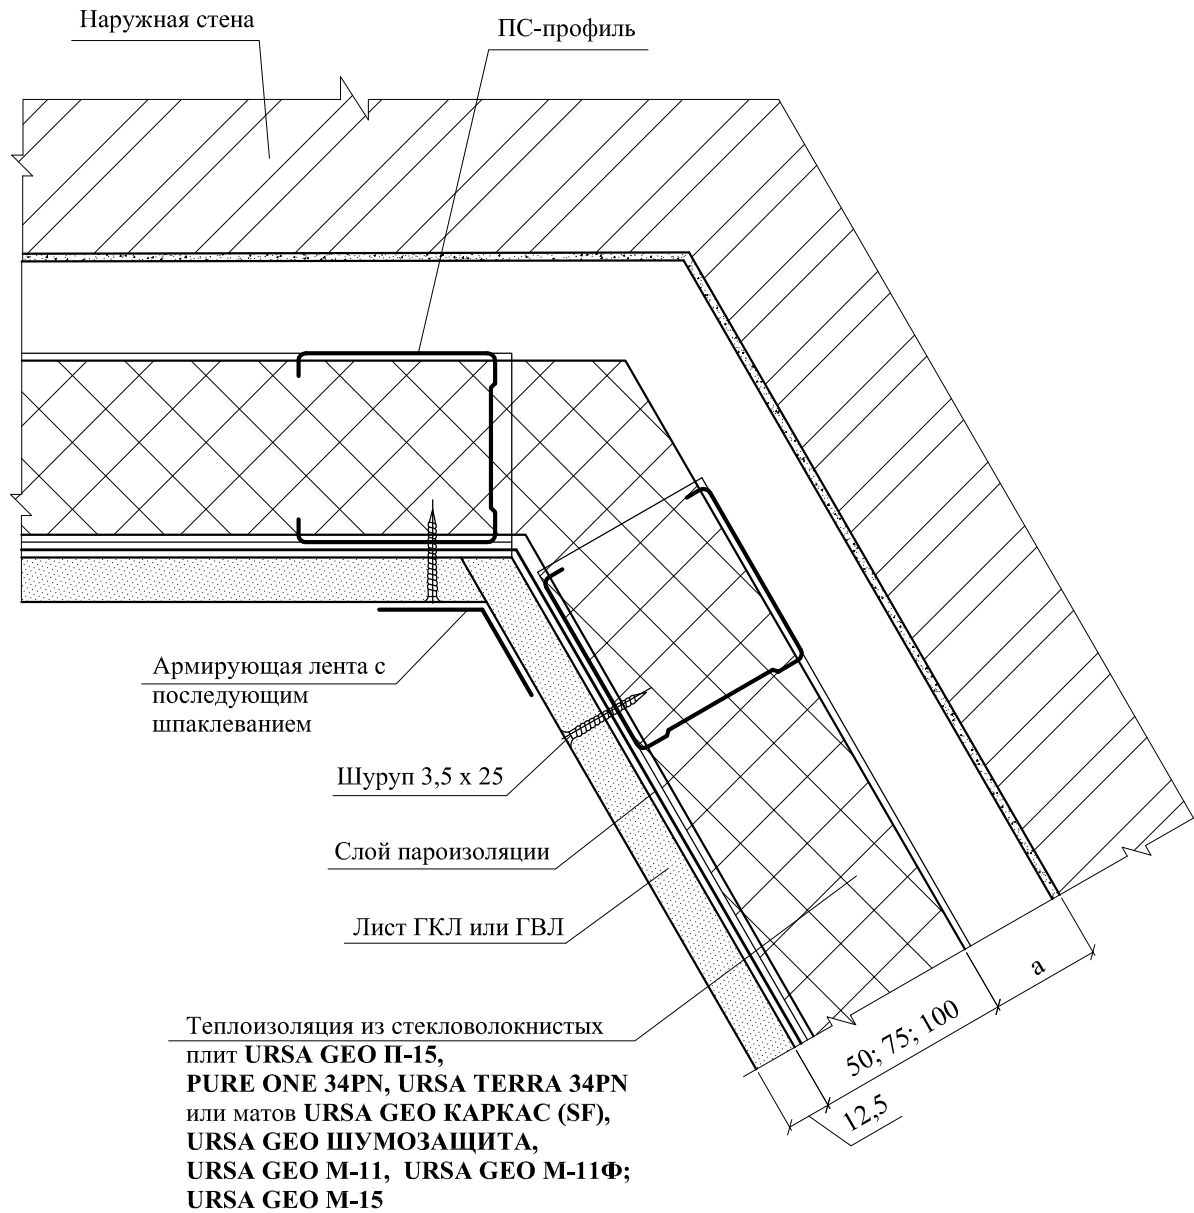 Наружная стена
ПС-профиль
Армирующая лента с
последующим
шпаклеванием
Шуруп 3,5 х 25
Слой пароизоляции
Лист ГКЛ или ГВЛ
Теплоизоляция из стекловолокнистых
плит URSA GEO П-15,
PURE ONE 34PN, URSA TERRA 34PN
или матов URSA GEO КАРКАС (SF),
URSA GEO ШУМОЗАЩИТА,
URSA GEO М-11, URSA GEO М-11Ф;
URSA GEO М-15
а
50; 75; 100
12,5